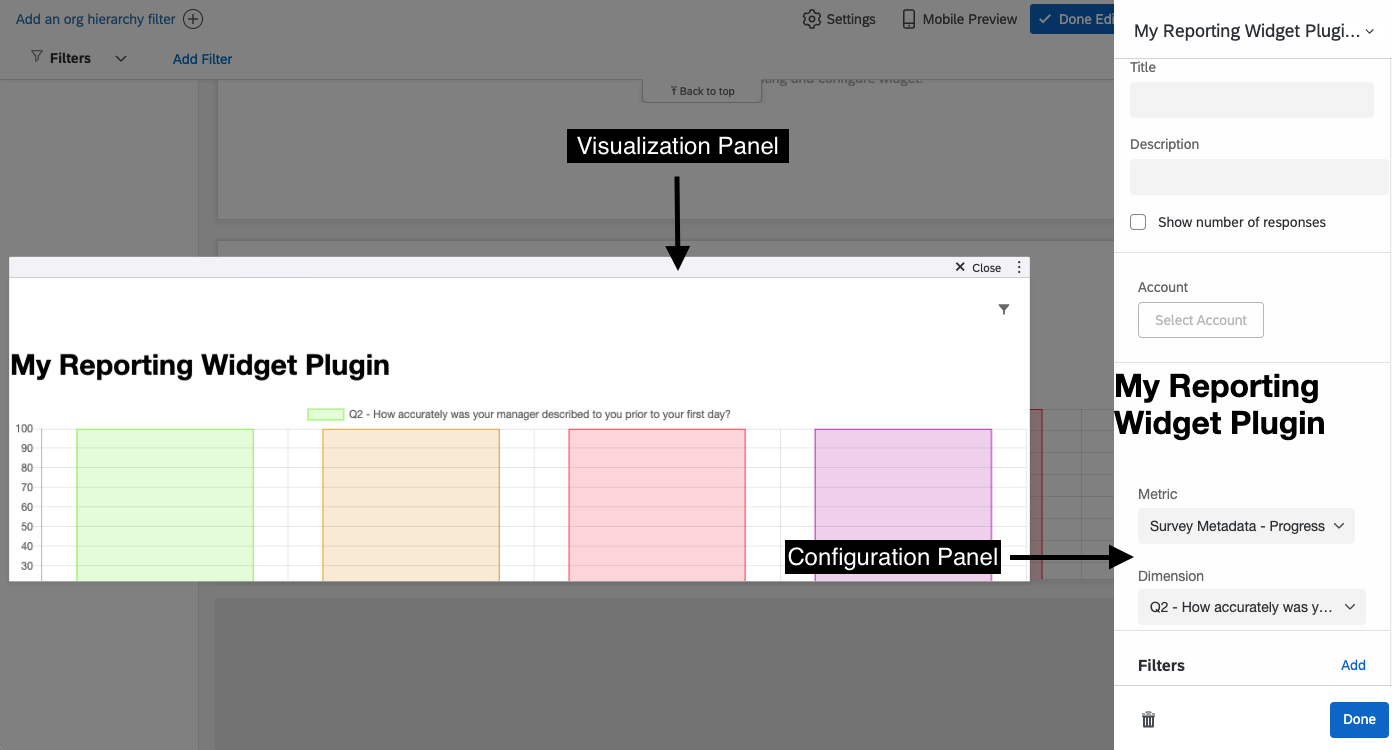 Add an org hierarchy filter
Settings
Mobile Preview
Done Edi
Filters
Add Filter
ting and configure widget.
Back to top
Visualization Panel
Close
My Reporting Widget Plugin
Q2 - How accurately was your manager described to you prior to your first day?
100
90
80
70
60
50
40
30
Configuration Panel
My Reporting Widget Plugi...
Title
Description
Show number of responses
Account
Select Account
My Reporting
Widget Plugin
Metric
Survey Metadata - Progress
Dimension
Q2 - How accurately was y...
Filters
Add
Done